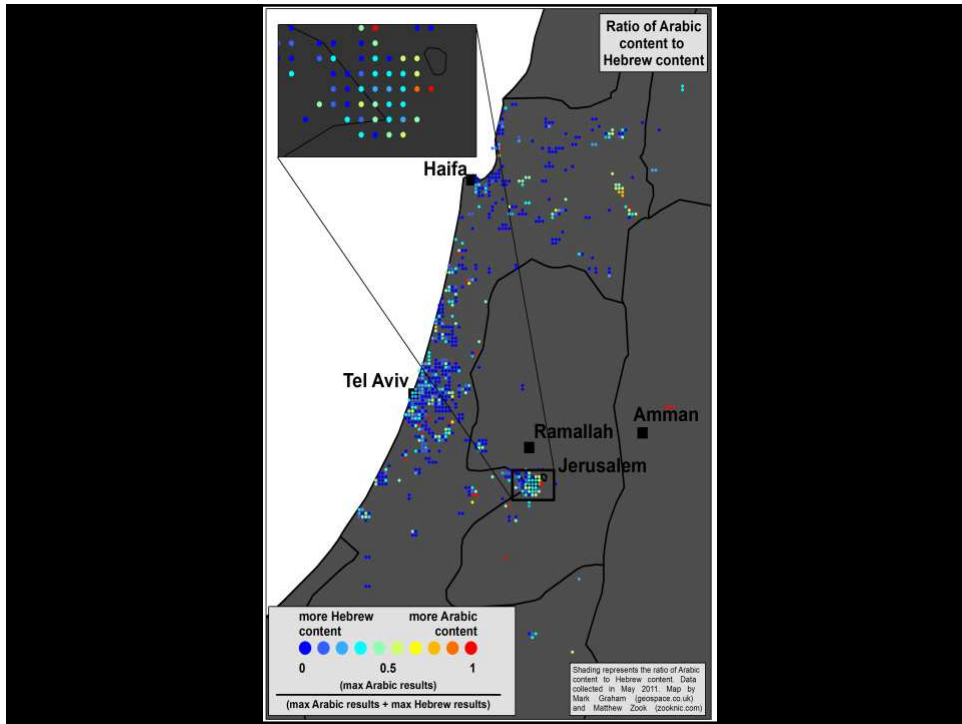 Ratio of Arabic
content to
Hebrew content
Haifa
Tel Aviv
Amman
Ramallah
Jerusalem
more Hebrew
content
more Arabic
content
0
0.5
1
(max Arabic results)
(max Arabic results + max Hebrew results)
Shading represents the ratio of Arabic
content to Hebrew content. Data
collected in May 2011. Map by
Mark Graham (geospace.co.uk)
and Matthew Zook (zooknic.com)